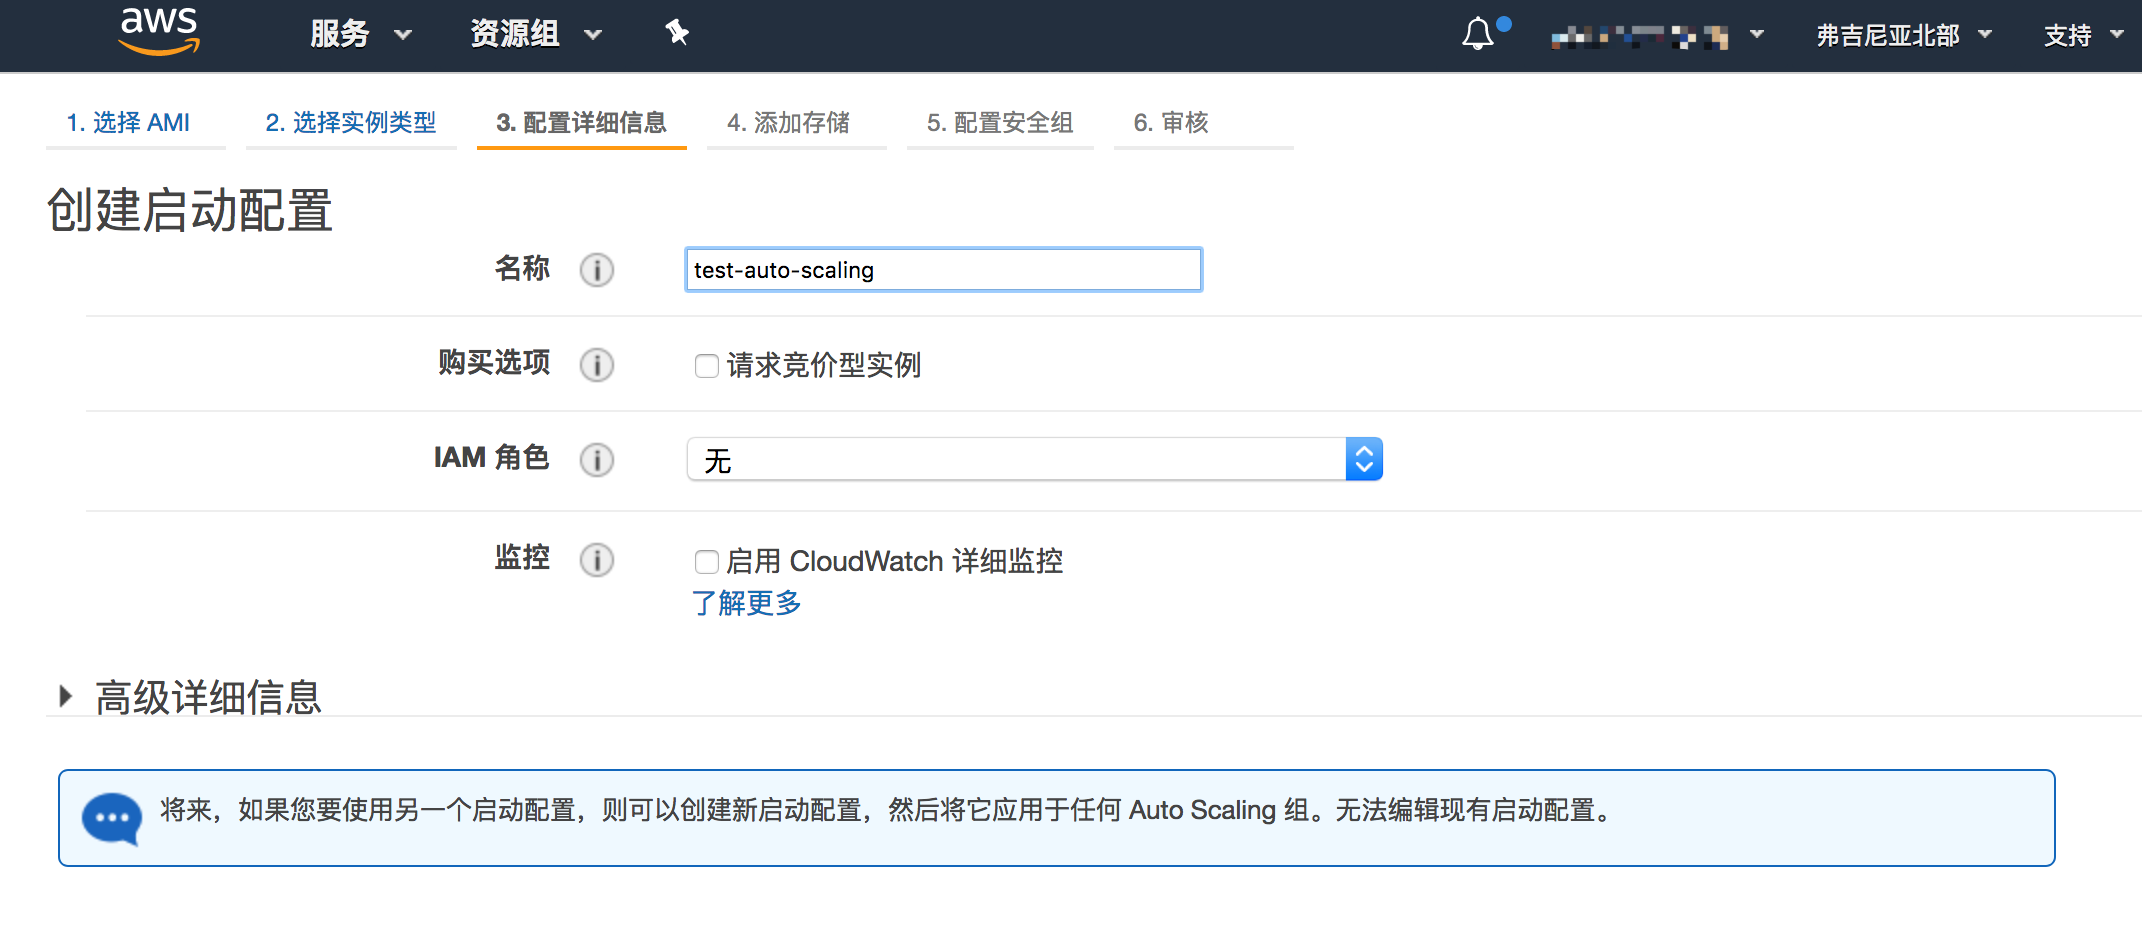 aws 服务 资源组 弗吉尼亚北部 支持
1. 选择 AMI 2. 选择实例类型 3. 配置详细信息 4. 添加存储 5. 配置安全组 6. 审核
创建启动配置
名称 test-auto-scaling
购买选项 请求竞价型实例
IAM 角色 无
监控 启用 CloudWatch 详细监控
了解更多
高级详细信息
将来，如果您要使用另一个启动配置，则可以创建新启动配置，然后将它应用于任何 Auto Scaling 组。无法编辑现有启动配置。